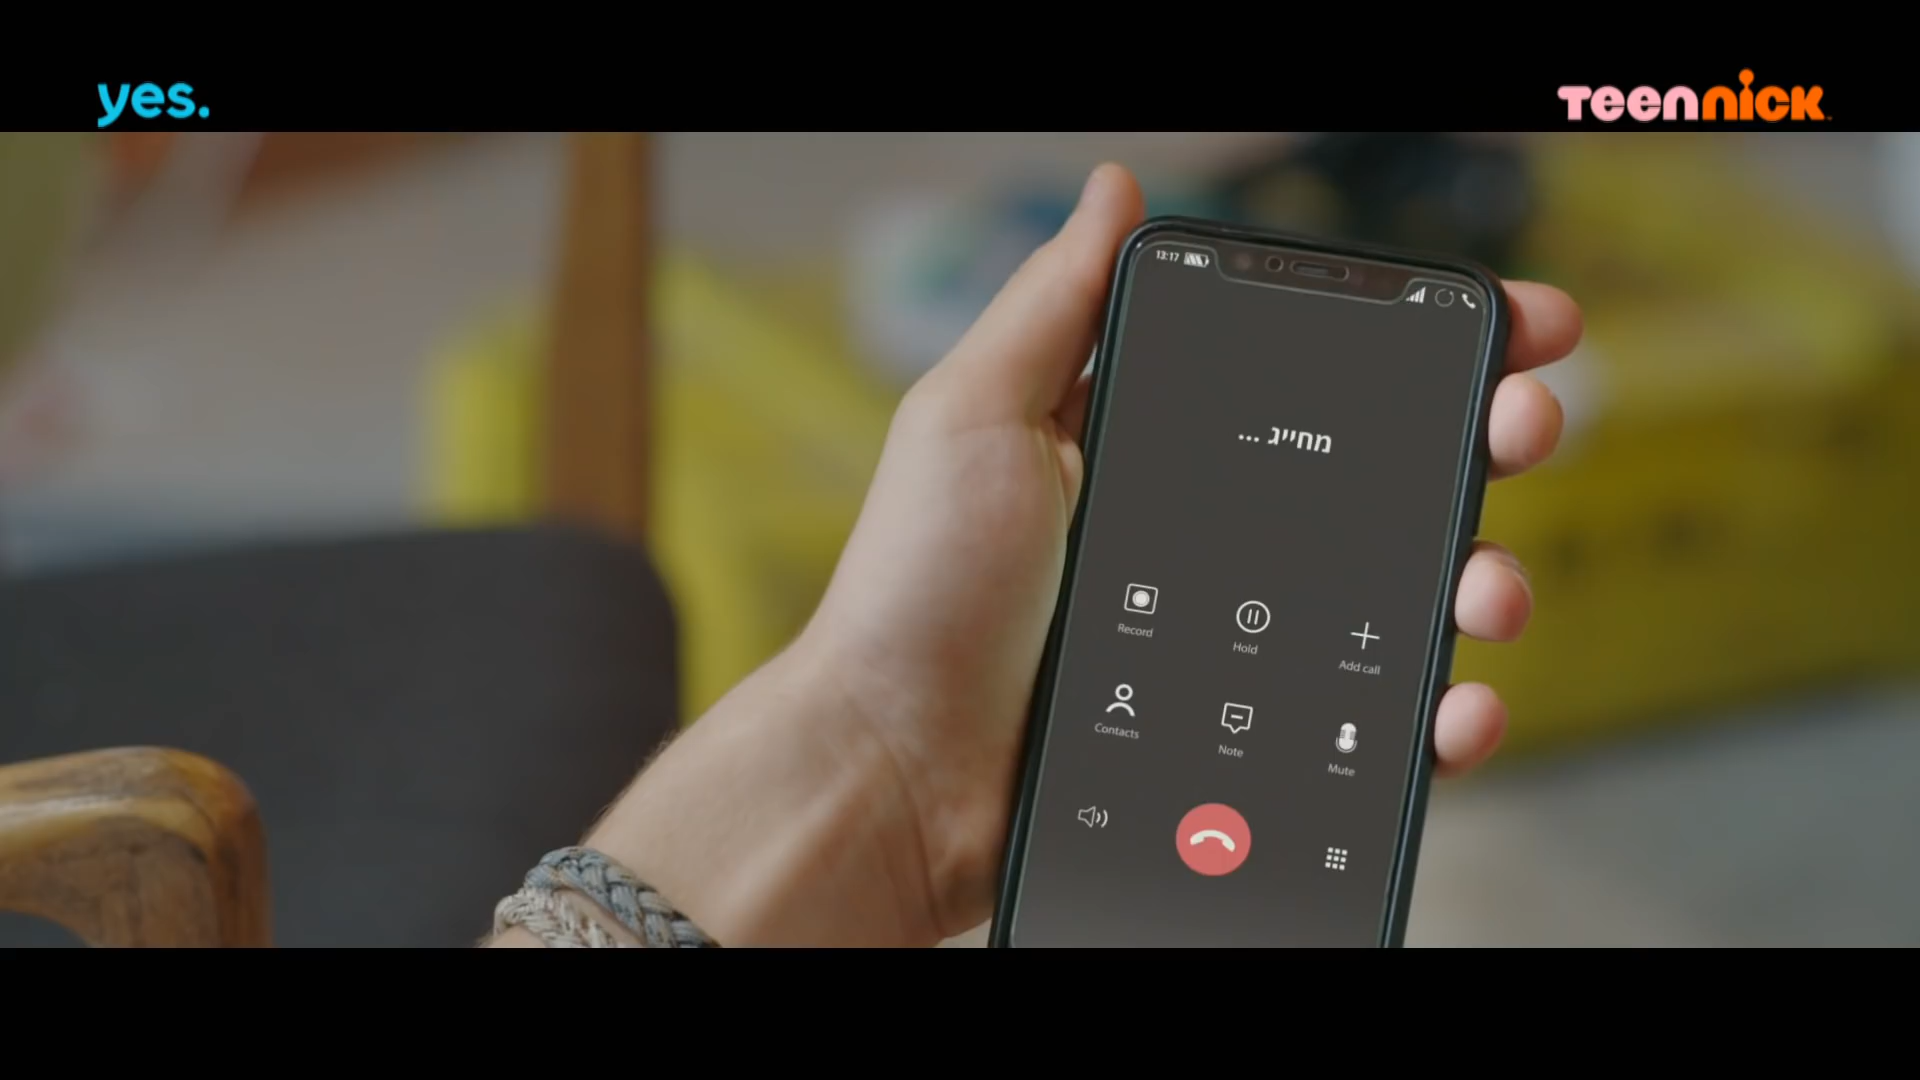 yes.
TEENNICK
13:17
מחייג ...
Record
Hold
Add call
Contacts
Note
Mute